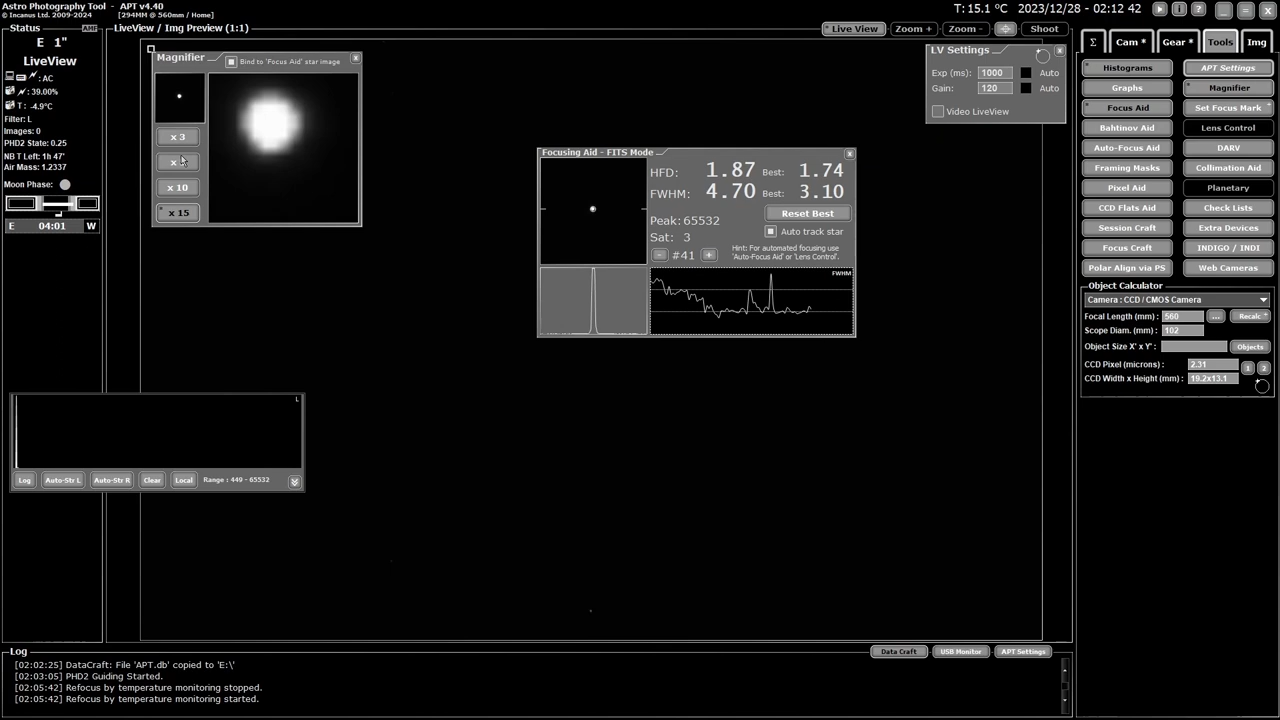 Astro Photography Tool - APT v4.40
© Incanus Ltd. 2009-2024
[294MM @ 560mm / Home]
T: 15.1 ºC 2023/12/28 - 02:12 42
Status
E 1"
LiveView
: AC
: 39.00%
T : -4.9°C
Filter: L
Images: 0
PHD2 State: 0.25
NB T Left: 1h 47'
Air Mass: 1.2337
Moon Phase:
E 04:01 W
LiveView / Img Preview (1:1)
Live View
Zoom +
Zoom -
Shoot
Magnifier
Bind to 'Focus Aid' star image
x 3
x 10
x 15
Focusing Aid - FITS Mode
HFD: 1.87 Best: 1.74
FWHM: 4.70 Best: 3.10
Peak: 65532
Reset Best
Sat: 3
Auto track star
#41
Hint: For automated focusing use
'Auto-Focus Aid' or 'Lens Control'.
FWHM
LV Settings
Exp (ms): 1000 Auto
Gain: 120 Auto
Video LiveView
Σ
Cam *
Gear *
Tools
Img
Histograms
APT Settings
Graphs
Magnifier
Focus Aid
Set Focus Mark
Bahtinov Aid
Lens Control
Auto-Focus Aid
DARV
Framing Masks
Collimation Aid
Pixel Aid
Planetary
CCD Flats Aid
Check Lists
Session Craft
Extra Devices
Focus Craft
INDIGO / INDI
Polar Align via PS
Web Cameras
Object Calculator
Camera : CCD / CMOS Camera
Focal Length (mm) : 560 ... Recalc
Scope Diam. (mm) : 102
Object Size X' x Y' : Objects
CCD Pixel (microns) : 2.31 1 2
CCD Width x Height (mm) : 19.2x13.1
L
Log
Auto-Str L
Auto-Str R
Clear
Local
Range : 449 - 65532
Log
Data Craft
USB Monitor
APT Settings
[02:02:25] DataCraft: File 'APT.db' copied to 'E:\'
[02:03:05] PHD2 Guiding Started.
[02:05:42] Refocus by temperature monitoring stopped.
[02:05:42] Refocus by temperature monitoring started.